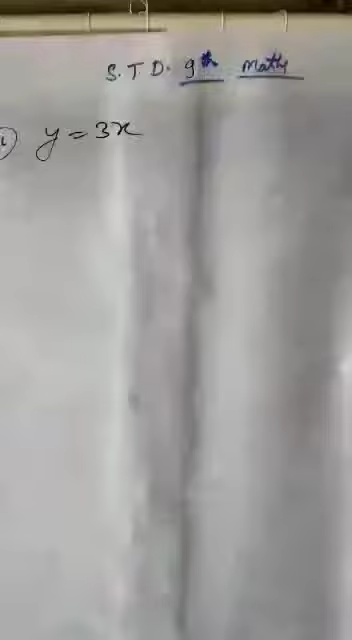 S.T.D. 9th Maths
y = 3x